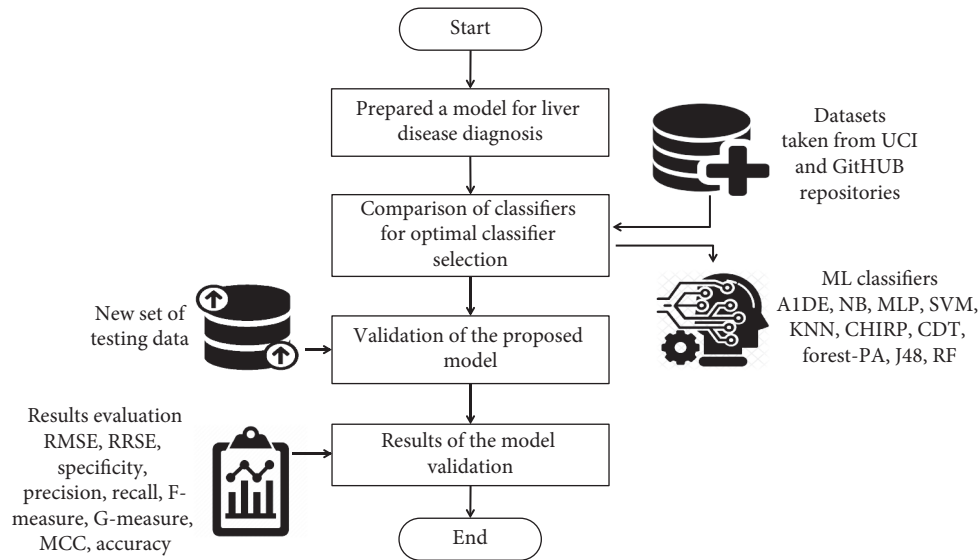 Start
Prepared a model for liver
disease diagnosis
Datasets
taken from UCI
and GitHUB
repositories
Comparison of classifiers
for optimal classifier
selection
ML classifiers
A1DE, NB, MLP, SVM,
KNN, CHIRP, CDT,
forest-PA, J48, RF
New set of
testing data
Validation of the proposed
model
Results evaluation
RMSE, RRSE,
specificity,
precision, recall, F-
measure, G-measure,
MCC, accuracy
Results of the model
validation
End